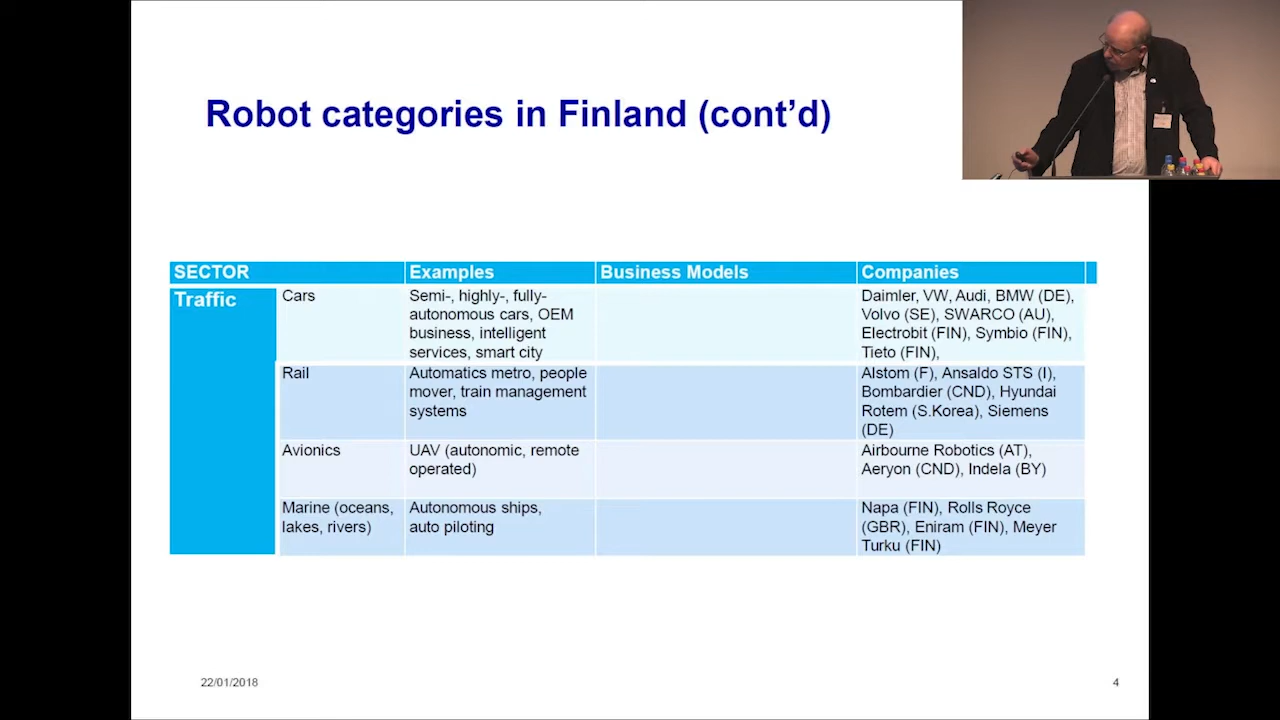 Robot categories in Finland (cont'd)
SECTOR Examples Business Models Companies
Traffic
Cars
Semi-, highly-, fully-
autonomous cars, OEM
business, intelligent
services, smart city
Daimler, VW, Audi, BMW (DE),
Volvo (SE), SWARCO (AU),
Electrobit (FIN), Symbio (FIN),
Tieto (FIN),
Rail
Automatics metro, people
mover, train management
systems
Alstom (F), Ansaldo STS (I),
Bombardier (CND), Hyundai
Rotem (S.Korea), Siemens
(DE)
Avionics
UAV (autonomic, remote
operated)
Airbourne Robotics (AT),
Aeryon (CND), Indela (BY)
Marine (oceans,
lakes, rivers)
Autonomous ships,
auto piloting
Napa (FIN), Rolls Royce
(GBR), Eniram (FIN), Meyer
Turku (FIN)
22/01/2018
4